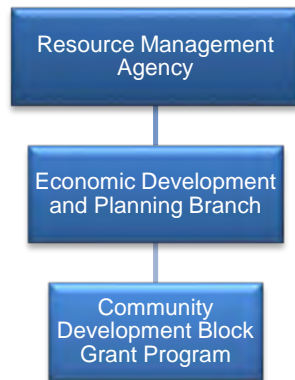 Resource Management
Agency
Economic Development
and Planning Branch
Community
Development Block
Grant Program